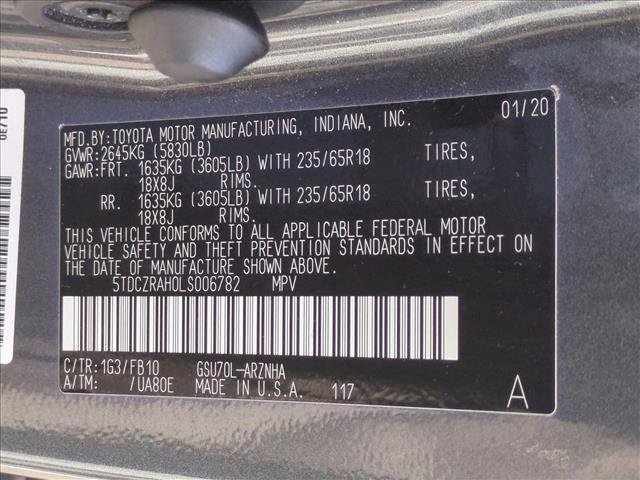 01/20
MFD.BY:TOYOTA MOTOR MANUFACTURING, INDIANA, INC.
GVWR:2645KG (5830LB)
GAWR:FRT. 1635KG (3605LB) WITH 235/65R18 TIRES,
18X8J RIMS.
RR. 1635KG (3605LB) WITH 235/65R18 TIRES,
18X8J RIMS.
THIS VEHICLE CONFORMS TO ALL APPLICABLE FEDERAL MOTOR
VEHICLE SAFETY AND THEFT PREVENTION STANDARDS IN EFFECT ON
THE DATE OF MANUFACTURE SHOWN ABOVE.
5TDCZRAH0LS006782 MPV
C/TR:1G3/FB10 GSU70L-ARZNHA
A/TM: /UA80E MADE IN U.S.A. 117 A